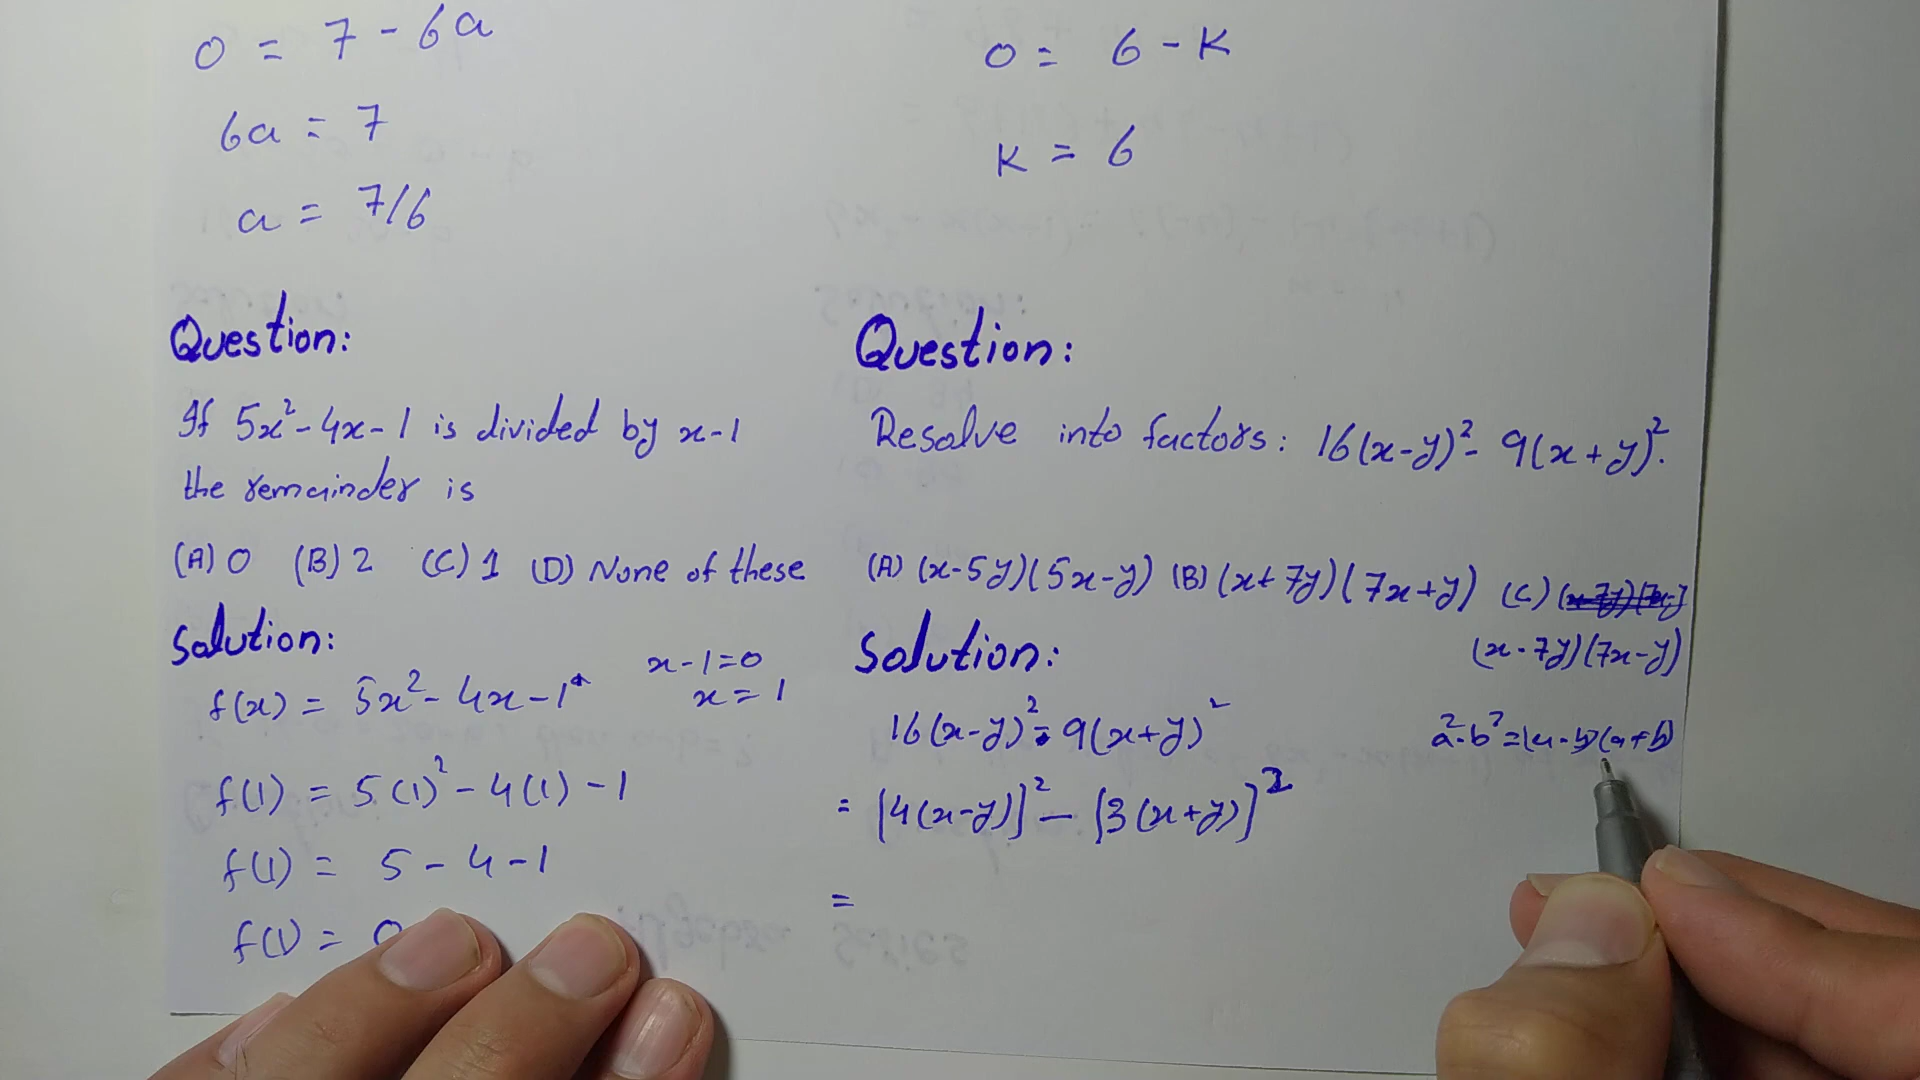 0 = 7 - 6a
6a = 7
a = 7/6
Question:
If 5x² - 4x - 1 is divided by x-1
the remainder is
(A) 0 (B) 2 (C) 1 (D) None of these
Solution:
f(x) = 5x² - 4x - 1
x - 1 = 0
x = 1
f(1) = 5(1)² - 4(1) - 1
f(1) = 5 - 4 - 1
f(1) = 0
0 = 6 - K
K = 6
Question:
Resolve into factors: 16(x-y)² - 9(x+y)².
(A) (x-5y)(5x-y) (B) (x+7y)(7x+y) (C)
(x-7y)(7x-y)
Solution:
16(x-y)² - 9(x+y)²
a²-b²=(a-b)(a+b)
= [4(x-y)]² - [3(x+y)]²
=